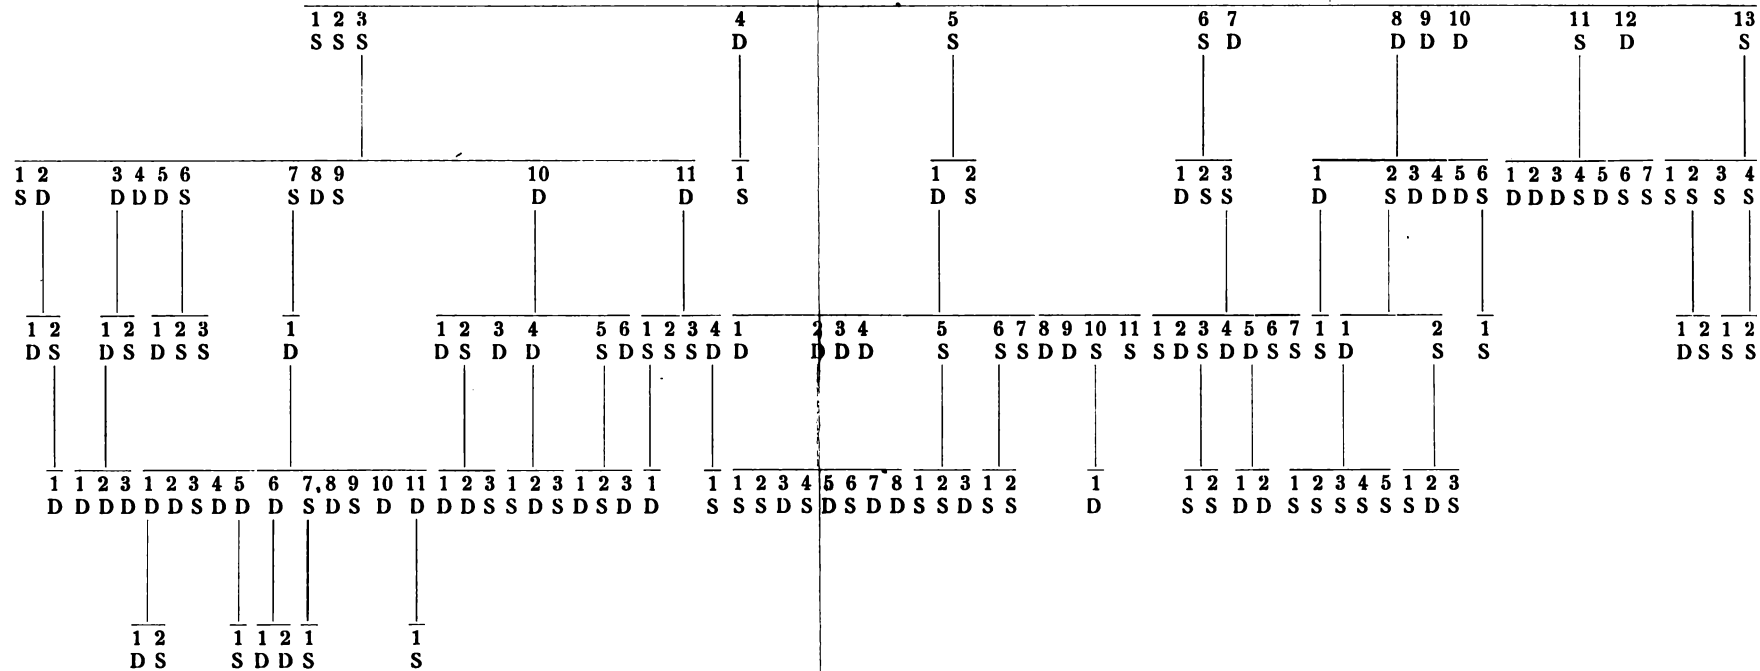 1 2 3 4 5 6 7 8 9 10 11 12 13
S S S D S S D D D D S D S
1 2 3 4 5 6 7 8 9 10 11 1 1 2 1 2 3 1 2 3 4 5 6 1 2 3 4 5 6 7 1 2 3 4
S D D D D S S D S D D S D S D S S D S D D D S D D D S D S S S S S S
1 2 1 2 1 2 3 1 1 2 3 4 5 6 1 2 3 4 1 2 3 4 5 6 7 8 9 10 11 1 2 3 4 5 6 7 1 1 2 1 1 2 1 2
D S D S D S S D D S D D S D S S S D D D D D S S S D D S S S D S D D S S S D S S D S S S
1 1 2 3 1 2 3 4 5 6 7 8 9 10 11 1 2 3 1 2 3 1 2 3 1 1 1 2 3 4 5 6 7 8 1 2 3 1 2 1 1 2 1 2 1 2 3 4 5 1 2 3
D D D D D D S D D D S D S D D D D S S D S D S D D S S S D S D S D D S S D S S D S S D D S S S S S S D S
1 2 1 1 2 1 1
D S S D D S S